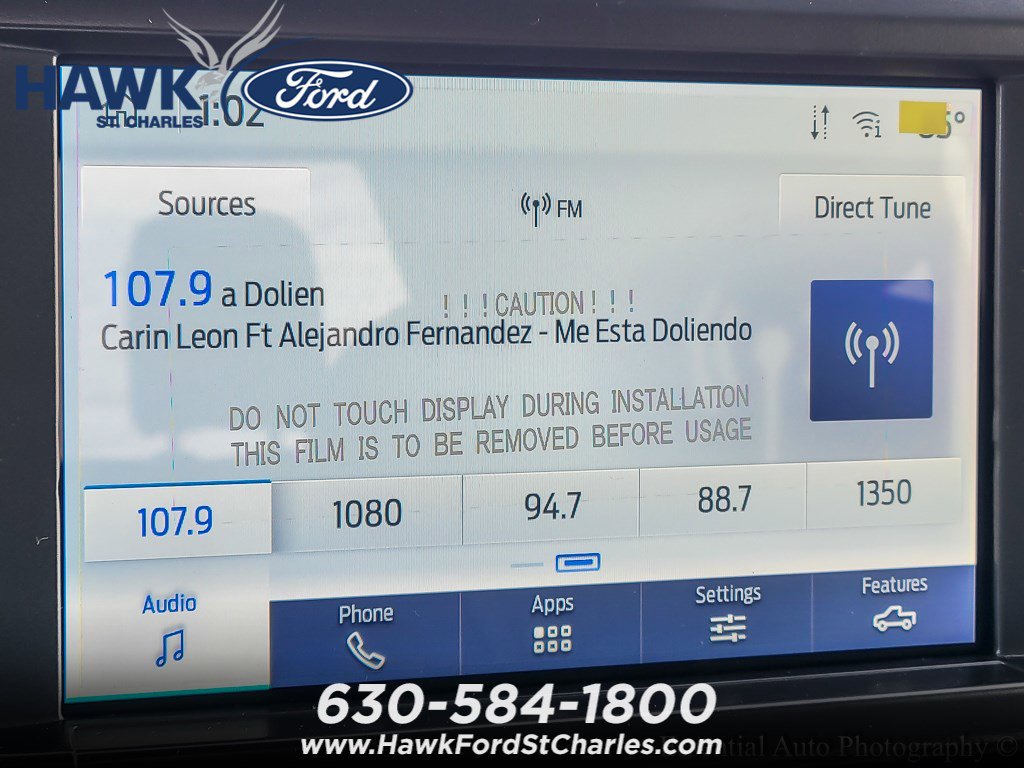 HAWK
ST. CHARLES
Ford
1:02
Sources
FM
Direct Tune
107.9 a Dolien
! ! ! CAUTION ! ! !
Carin Leon Ft Alejandro Fernandez - Me Esta Doliendo
DO NOT TOUCH DISPLAY DURING INSTALLATION
THIS FILM IS TO BE REMOVED BEFORE USAGE
107.9 1080 94.7 88.7 1350
Audio Phone Apps Settings Features
630-584-1800
www.HawkFordStCharles.com
Auto Photography ©